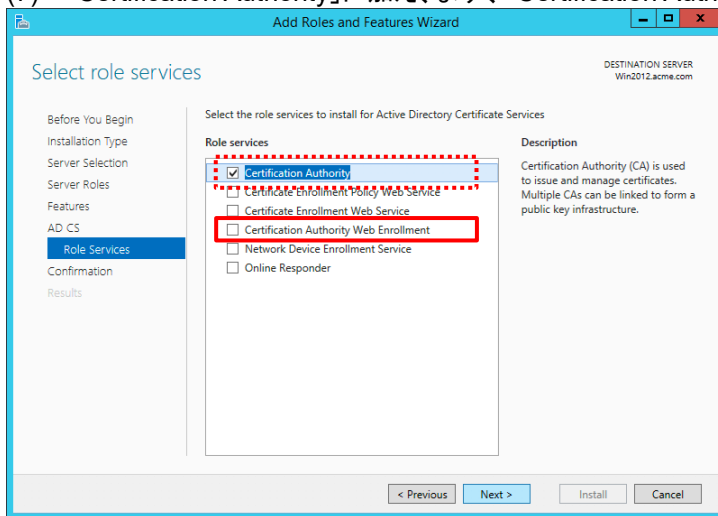 Certification Authority」 Certification Auth
Add Roles and Features Wizard
Select role services
DESTINATION SERVER
Win2012.acme.com
Before You Begin
Installation Type
Server Selection
Server Roles
Features
AD CS
Role Services
Confirmation
Results
Select the role services to install for Active Directory Certificate Services
Role services
Certification Authority
Certificate Enrollment Policy Web Service
Certificate Enrollment Web Service
Certification Authority Web Enrollment
Network Device Enrollment Service
Online Responder
Description
Certification Authority (CA) is used
to issue and manage certificates.
Multiple CAs can be linked to form a
public key infrastructure.
< Previous
Next >
Install
Cancel